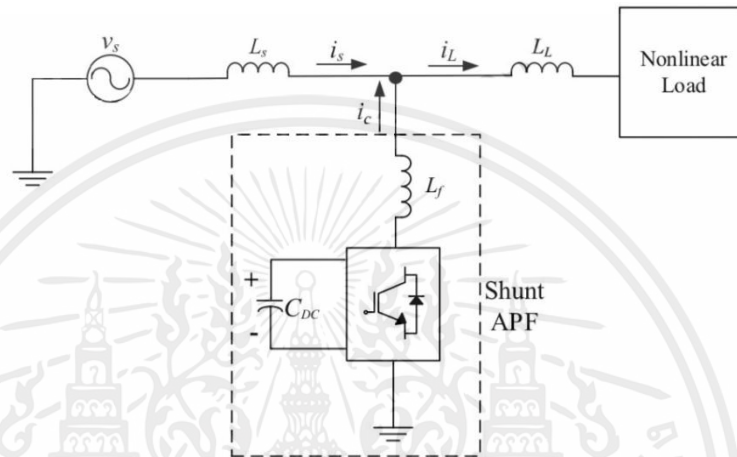 v_s
L_s
i_s
i_L
L_L
Nonlinear
Load
i_c
L_f
+
C_DC
-
Shunt
APF